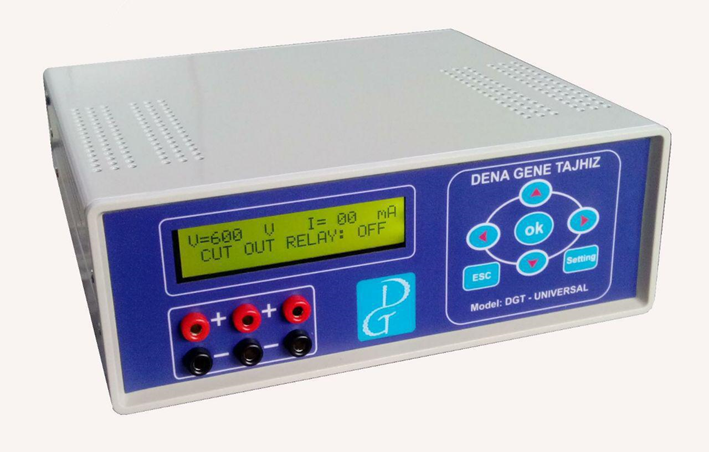 DENA GENE TAJHIZ
V=600 V I= 00 mA
CUT OUT RELAY: OFF
ok
ESC
Setting
Model: DGT - UNIVERSAL
+ +
- -
DG